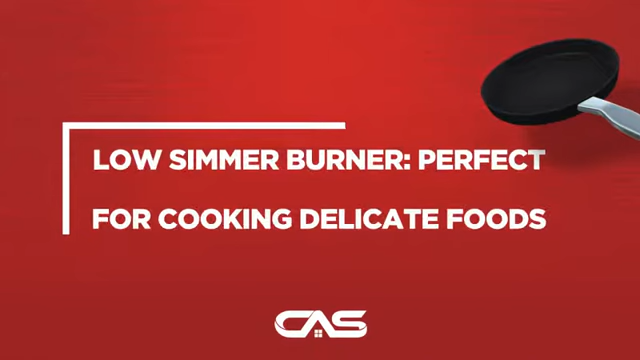 LOW SIMMER BURNER: PERFECT
FOR COOKING DELICATE FOODS
CAS